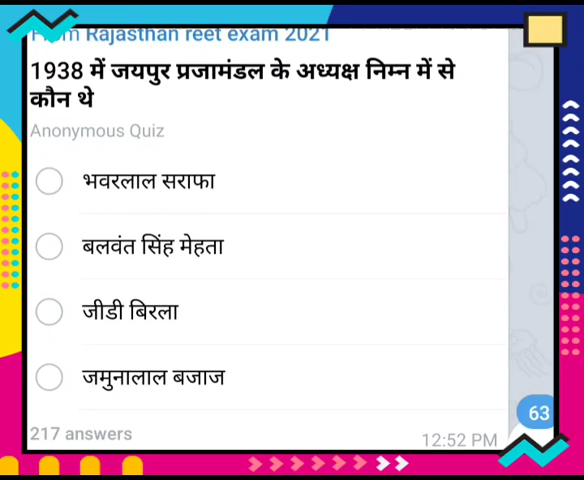 From Rajasthan reet exam 2021
1938 में जयपुर प्रजामंडल के अध्यक्ष निम्न में से
कौन थे
Anonymous Quiz
भवरलाल सराफा
बलवंत सिंह मेहता
जीडी बिरला
जमुनालाल बजाज
63
217 answers
12:52 PM